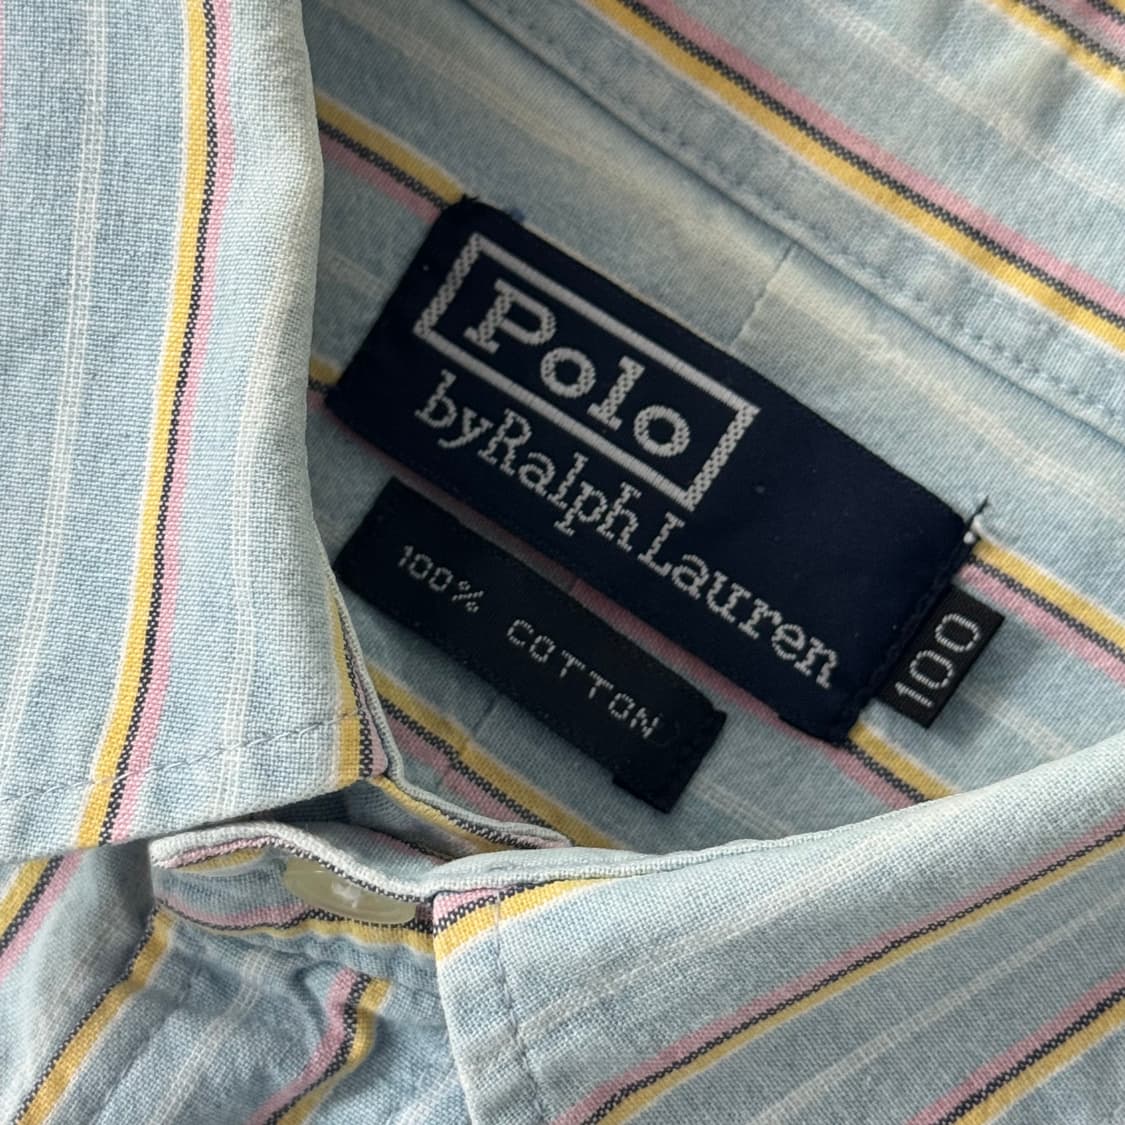 Polo
by Ralph Lauren
100% COTTON
100